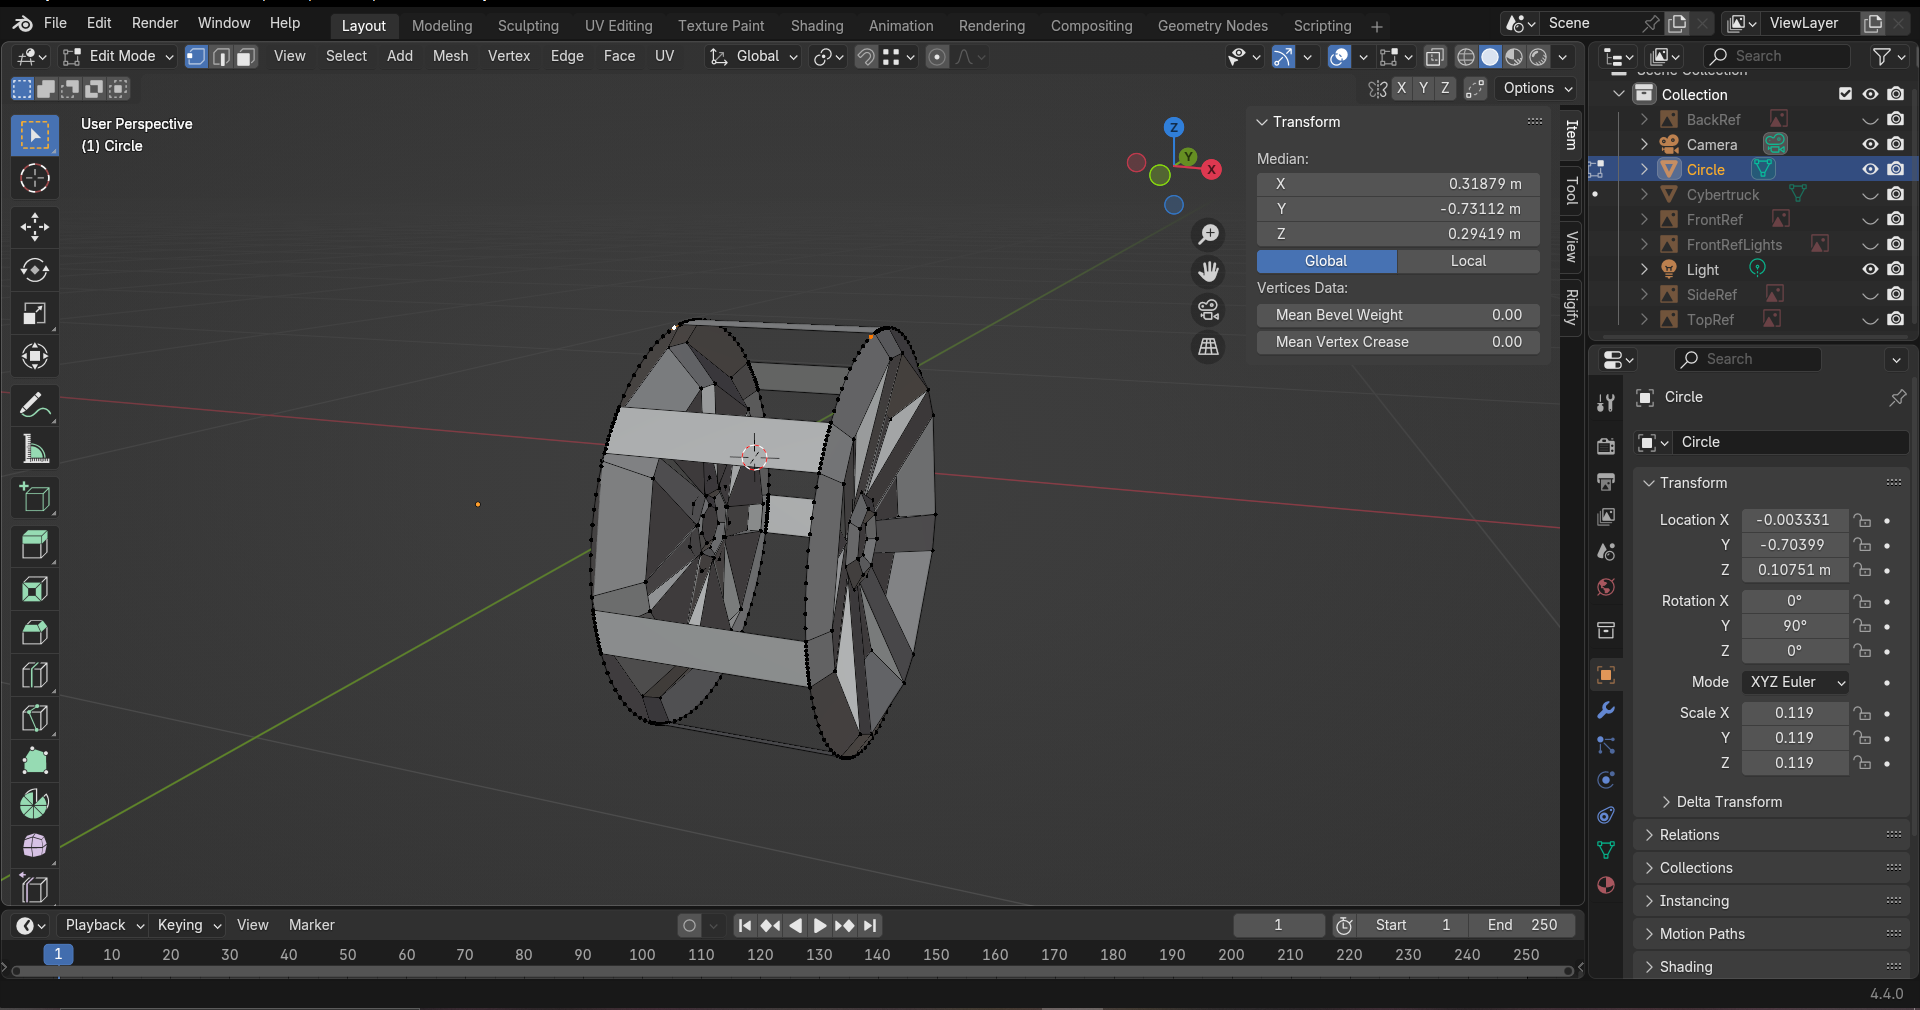 File Edit Render Window Help Layout Modeling Sculpting UV Editing Texture Paint Shading Animation Rendering Compositing Geometry Nodes Scripting + Scene ViewLayer
Edit Mode View Select Add Mesh Vertex Edge Face UV Global Search
X Y Z Options
Scene Collection
Collection
BackRef
Camera
Circle
Cybertruck
FrontRef
FrontRefLights
Light
SideRef
TopRef
User Perspective
(1) Circle
Z
Y
X
Transform
Median:
X 0.31879 m
Y -0.73112 m
Z 0.29419 m
Global Local
Vertices Data:
Mean Bevel Weight 0.00
Mean Vertex Crease 0.00
Item
Tool
View
Rigify
Search
Circle
Circle
Transform
Location X -0.003331
Y -0.70399
Z 0.10751 m
Rotation X 0°
Y 90°
Z 0°
Mode XYZ Euler
Scale X 0.119
Y 0.119
Z 0.119
Delta Transform
Relations
Collections
Instancing
Motion Paths
Shading
Playback Keying View Marker 1 Start 1 End 250
1 10 20 30 40 50 60 70 80 90 100 110 120 130 140 150 160 170 180 190 200 210 220 230 240 250
4.4.0